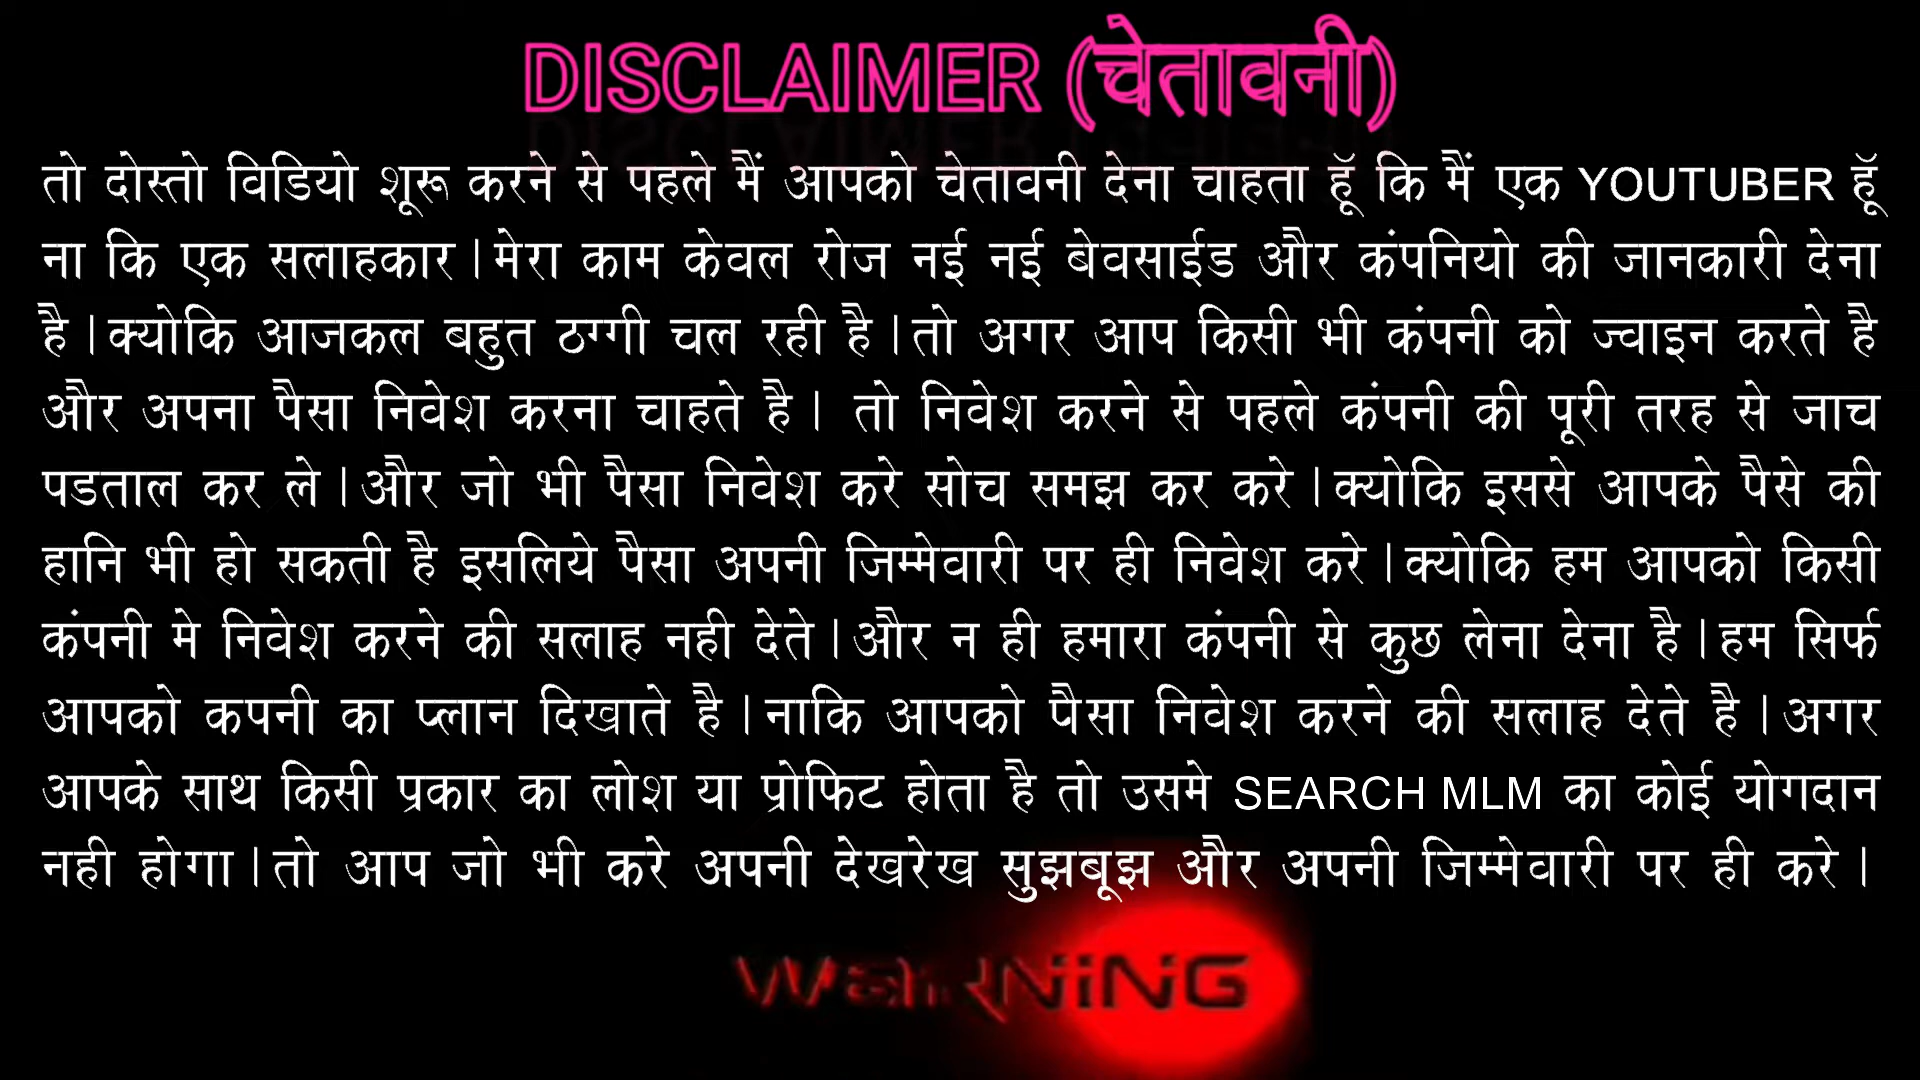 DISCLAIMER (चेतावनी)
तो दोस्तो विडियो शूरू करने से पहले मैं आपको चेतावनी देना चाहता हूॅ कि मैं एक YOUTUBER हूॅ
ना कि एक सलाहकार।मेरा काम केवल रोज नई नई बेवसाईड और कंपनियो की जानकारी देना
है।क्योकि आजकल बहुत ठग्गी चल रही है।तो अगर आप किसी भी कंपनी को ज्वाइन करते है
और अपना पैसा निवेश करना चाहते है। तो निवेश करने से पहले कंपनी की पूरी तरह से जाच
पडताल कर ले।और जो भी पैसा निवेश करे सोच समझ कर करे।क्योकि इससे आपके पैसे की
हानि भी हो सकती है इसलिये पैसा अपनी जिम्मेवारी पर ही निवेश करे।क्योकि हम आपको किसी
कंपनी मे निवेश करने की सलाह नही देते।और न ही हमारा कंपनी से कुछ लेना देना है।हम सिर्फ
आपको कपनी का प्लान दिखाते है।नाकि आपको पैसा निवेश करने की सलाह देते है।अगर
आपके साथ किसी प्रकार का लोश या प्रोफिट होता है तो उसमे SEARCH MLM का कोई योगदान
नही होगा।तो आप जो भी करे अपनी देखरेख सुझबूझ और अपनी जिम्मेवारी पर ही करे।
WARNiNG